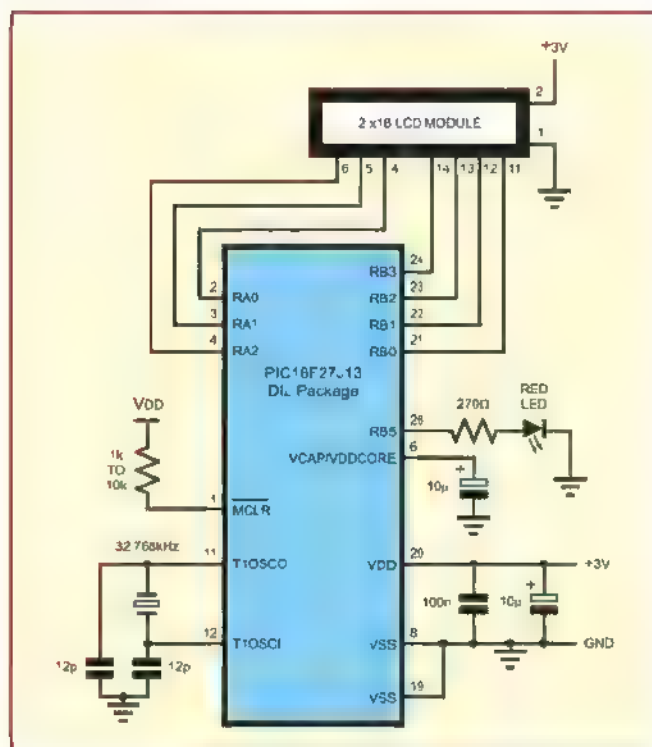 +3V
2
2 x16 LCD MODULE
1
6 5 4 14 13 12 11
24
RB3
2 23
RA0 RB2
3 22
RA1 RB1
4 21
RA2 RB0
DIL Package
VDD
270Ω RED
LED
1k
TO
10k
26
RB5
6
VCAP/VDDCORE
10µ
1
MCLR
32.768kHz
11 20
T1OSCO VDD +3V
100n 10µ
12 8
T1OSCI VSS GND
12p 12p
19
VSS